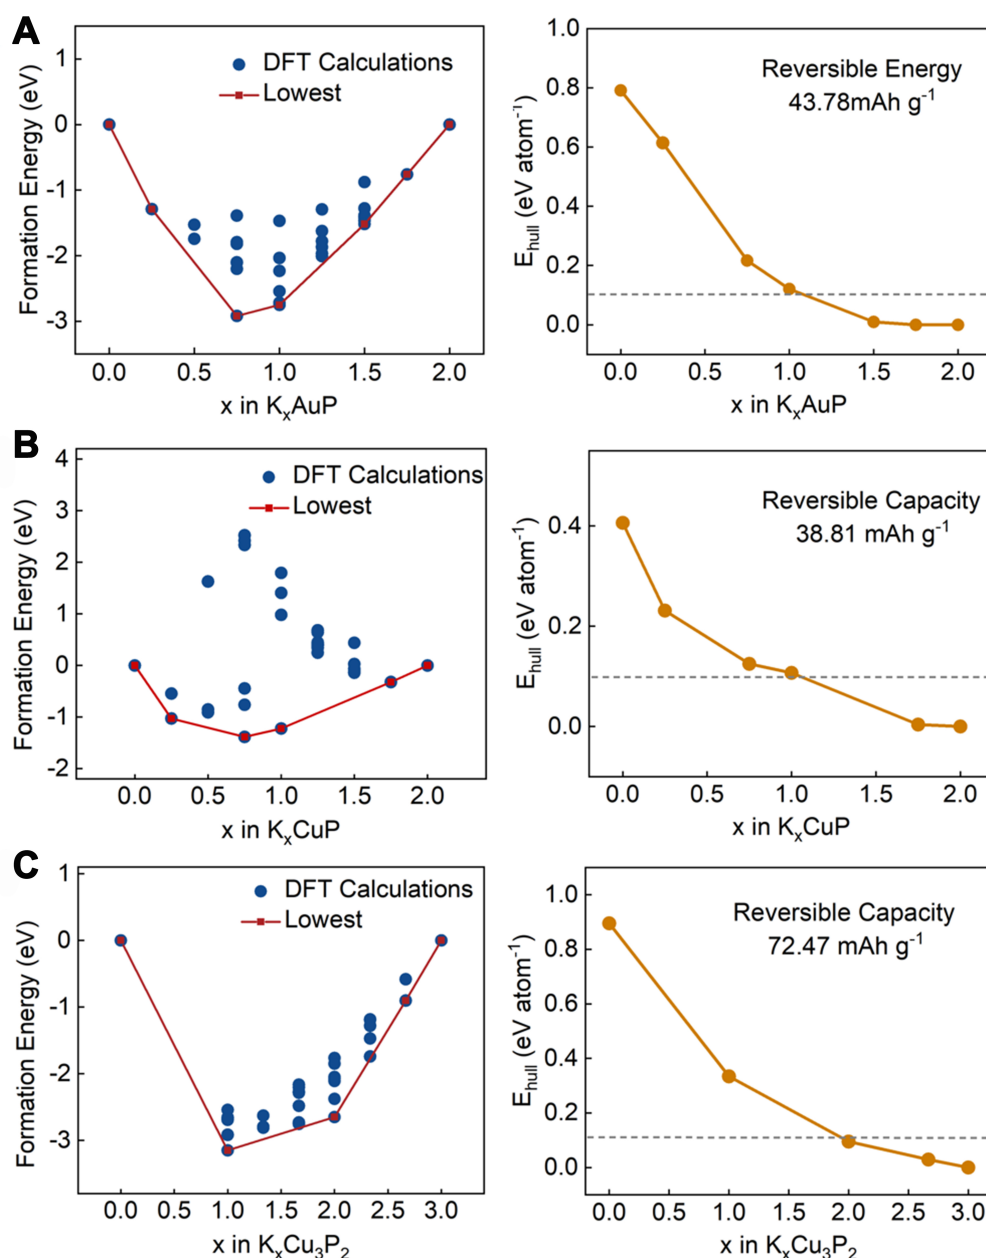 A
Formation Energy (eV)
1
0
-1
-2
-3
DFT Calculations
Lowest
0.0 0.5 1.0 1.5 2.0
x in KₓAuP
E_hull (eV atom⁻¹)
1.0
0.8
0.6
0.4
0.2
0.0
Reversible Energy
43.78mAh g⁻¹
0.0 0.5 1.0 1.5 2.0
x in KₓAuP
B
Formation Energy (eV)
4
3
2
1
0
-1
-2
DFT Calculations
Lowest
0.0 0.5 1.0 1.5 2.0
x in KₓCuP
E_hull (eV atom⁻¹)
0.4
0.2
0.0
Reversible Capacity
38.81 mAh g⁻¹
0.0 0.5 1.0 1.5 2.0
x in KₓCuP
C
Formation Energy (eV)
1
0
-1
-2
-3
DFT Calculations
Lowest
0.0 0.5 1.0 1.5 2.0 2.5 3.0
x in KₓCu₃P₂
E_hull (eV atom⁻¹)
1.0
0.8
0.6
0.4
0.2
0.0
Reversible Capacity
72.47 mAh g⁻¹
0.0 0.5 1.0 1.5 2.0 2.5 3.0
x in KₓCu₃P₂